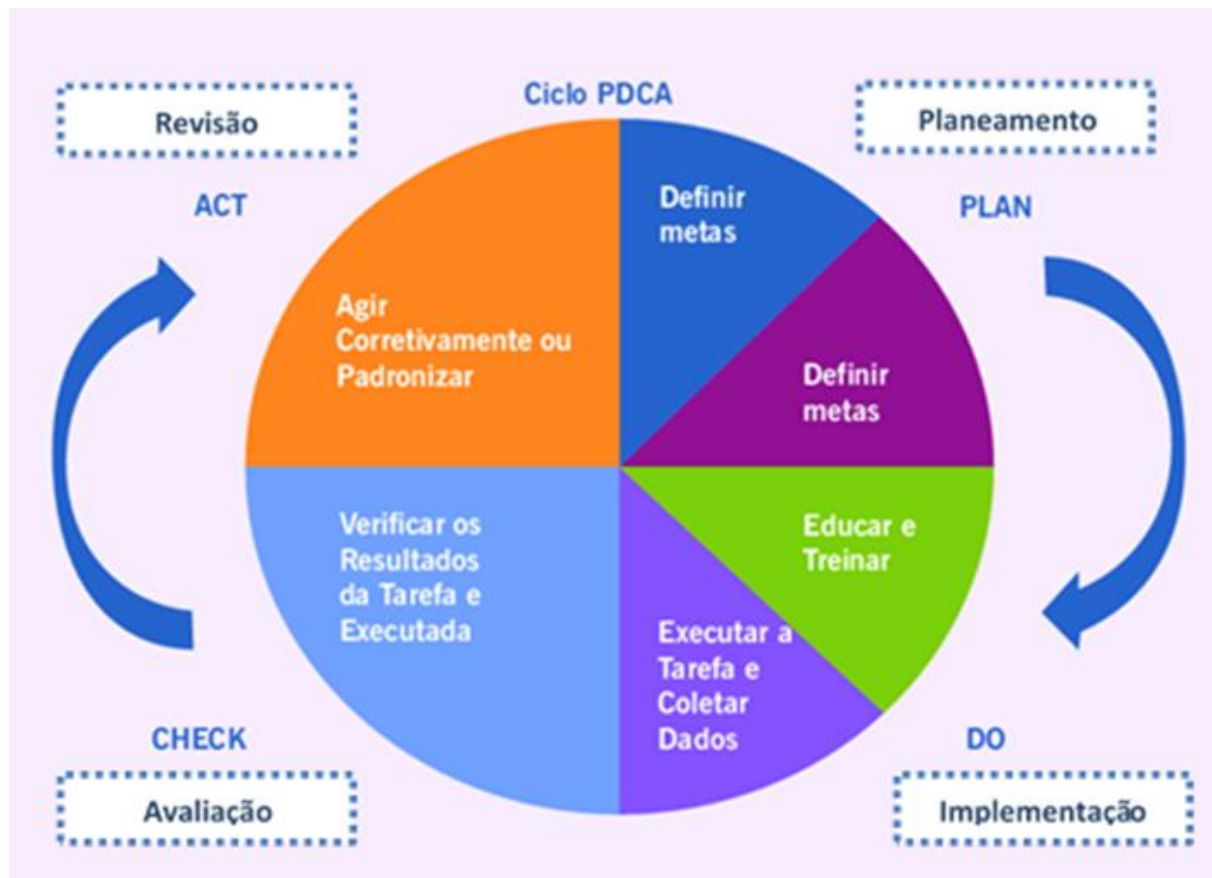 Ciclo PDCA
Revisão
Planeamento
ACT
PLAN
Definir
metas
Agir
Corretivamente ou
Padronizar
Definir
metas
Verificar os
Resultados
da Tarefa e
Executada
Educar e
Treinar
Executar a
Tarefa e
Coletar
Dados
CHECK
DO
Avaliação
Implementação